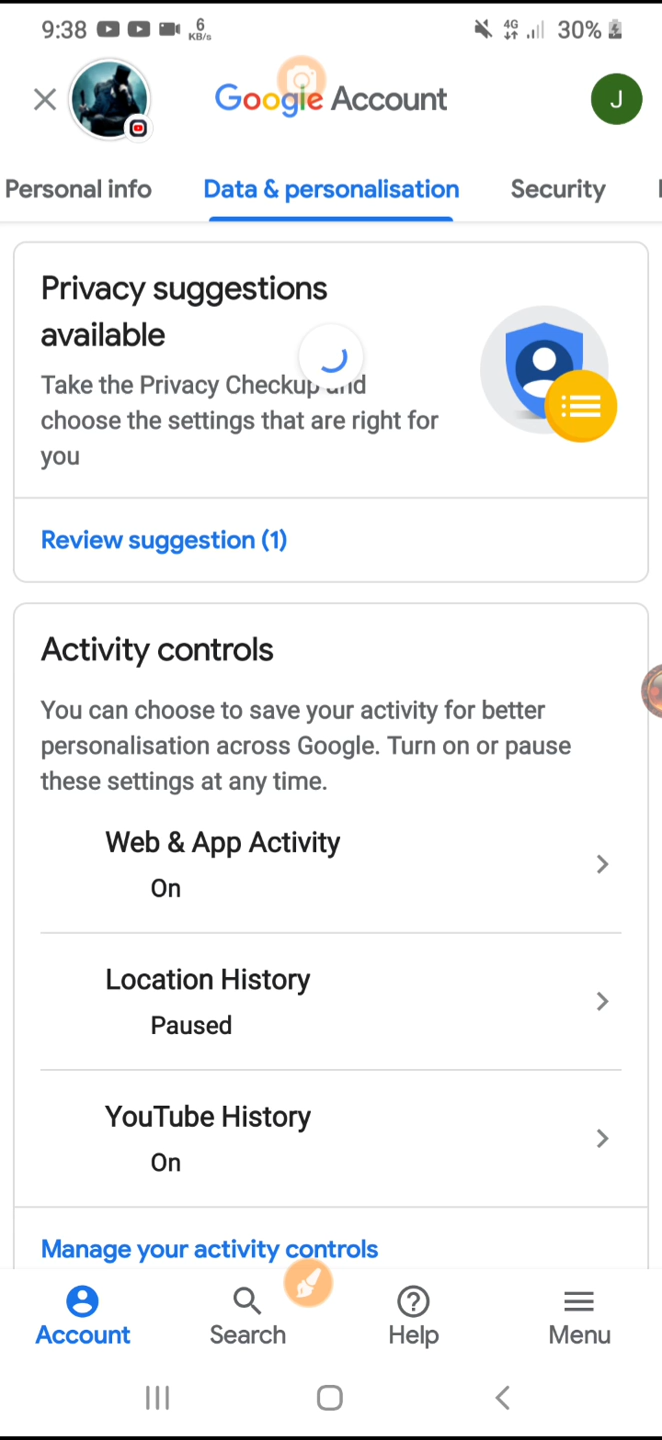 9:38 6 KB/s 4G 30%
Google Account J
Personal info Data & personalisation Security
Privacy suggestions
available
Take the Privacy Checkup and
choose the settings that are right for
you
Review suggestion (1)
Activity controls
You can choose to save your activity for better
personalisation across Google. Turn on or pause
these settings at any time.
Web & App Activity
On
Location History
Paused
YouTube History
On
Manage your activity controls
Account Search Help Menu